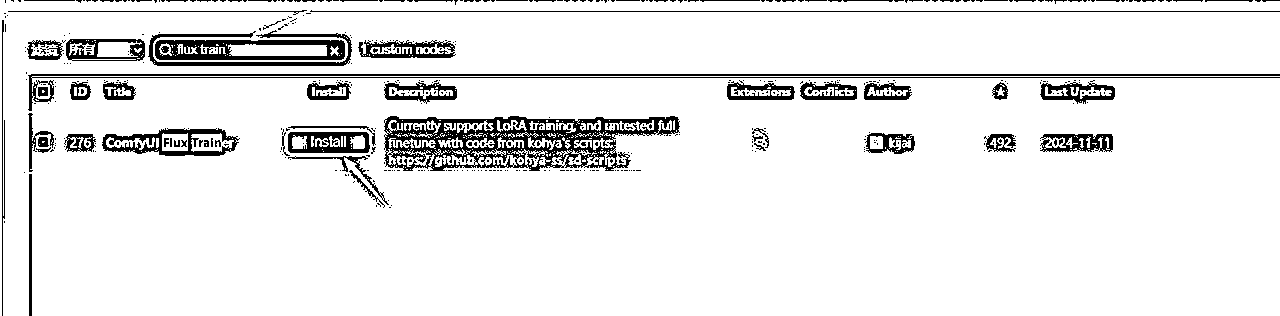 过滤 所有 flux train × 1 custom nodes
ID Title Install Description Extensions Conflicts Author ★ Last Update
276 ComfyUI Flux Trainer Install Currently supports LoRA training, and untested full
finetune with code from kohya's scripts:
https://github.com/kohya-ss/sd-scripts
kijai 492 2024-11-11